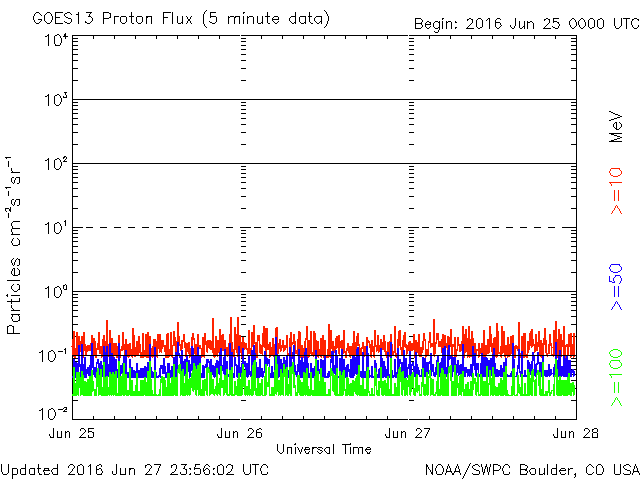 GOES13 Proton Flux (5 minute data)
Begin: 2016 Jun 25 0000 UTC
Particles cm⁻²s⁻¹sr⁻¹
10⁴
10³
10²
10¹
10⁰
10⁻¹
10⁻²
Jun 25
Jun 26
Jun 27
Jun 28
Universal Time
MeV
>=10
>=50
>=100
Updated 2016 Jun 27 23:56:02 UTC
NOAA/SWPC Boulder, CO USA